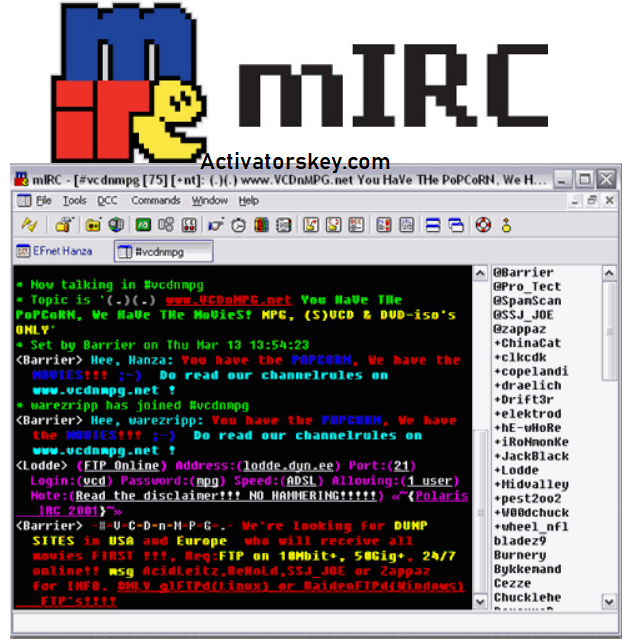 mIRC
mIRC
Activatorskey.com
mIRC - [#vcdnmpg [75] [+nt]: (.)(.) www.VCDnMPG.net You HaVe THe PoPCoRN, We H...
File Tools DCC Commands Window Help
EFnet Hanza #vcdnmpg
* Now talking in #vcdnmpg
* Topic is '(.)(.) www.VCDnMPG.net You HaVe THe
PoPCoRN, We HaVe THe MoVieS! MPG, (S)VCD & DVD-iso's
ONLY'
* Set by Barrier on Thu Mar 13 13:54:23
<Barrier> Hee, Hanza: You have the POPCORN, We have
the MOVIES!!! ;-) Do read our channelrules on
www.vcdnmpg.net !
* warezripp has joined #vcdnmpg
<Barrier> Hee, warezripp: You have the POPCORN, We have
the MOVIES!!! ;-) Do read our channelrules on
www.vcdnmpg.net !
<Lodde> (FTP Online) Address:(lodde.dyn.ee) Port:(21)
Login:(vcd) Password:(mpg) Speed:(ADSL) Allowing:(1 user)
Note:(Read the disclaimer!!! NO HAMMERING!!!!!) «~{Polaris
IRC 2001}~»
<Barrier> -#-V-C-D-n-M-P-G-.- We're looking for DUMP
SITES in USA and Europe who will receive all
movies FIRST !!!, Req:FTP on 10Mbit+, 50Gig+, 24/7
online!! msg AcidLeitz,ReHoLd,SSJ_JOE or Zappaz
for INFO. ONLY glFTPd(Linux) or RaidenFTPd(Windows)
FTP's!!!!
@Barrier
@Pro_Tect
@SpamScan
@SSJ_JOE
@zappaz
+ChinaCat
+clkcdk
+copelandi
+draelich
+Drift3r
+elektrod
+hE-wHoRe
+iRoNmonKe
+JackBlack
+Lodde
+Midvalley
+pest2oo2
+V00dchuck
+wheel_nfl
bladez9
Burnery
Bykkemand
Cezze
Chucklehe